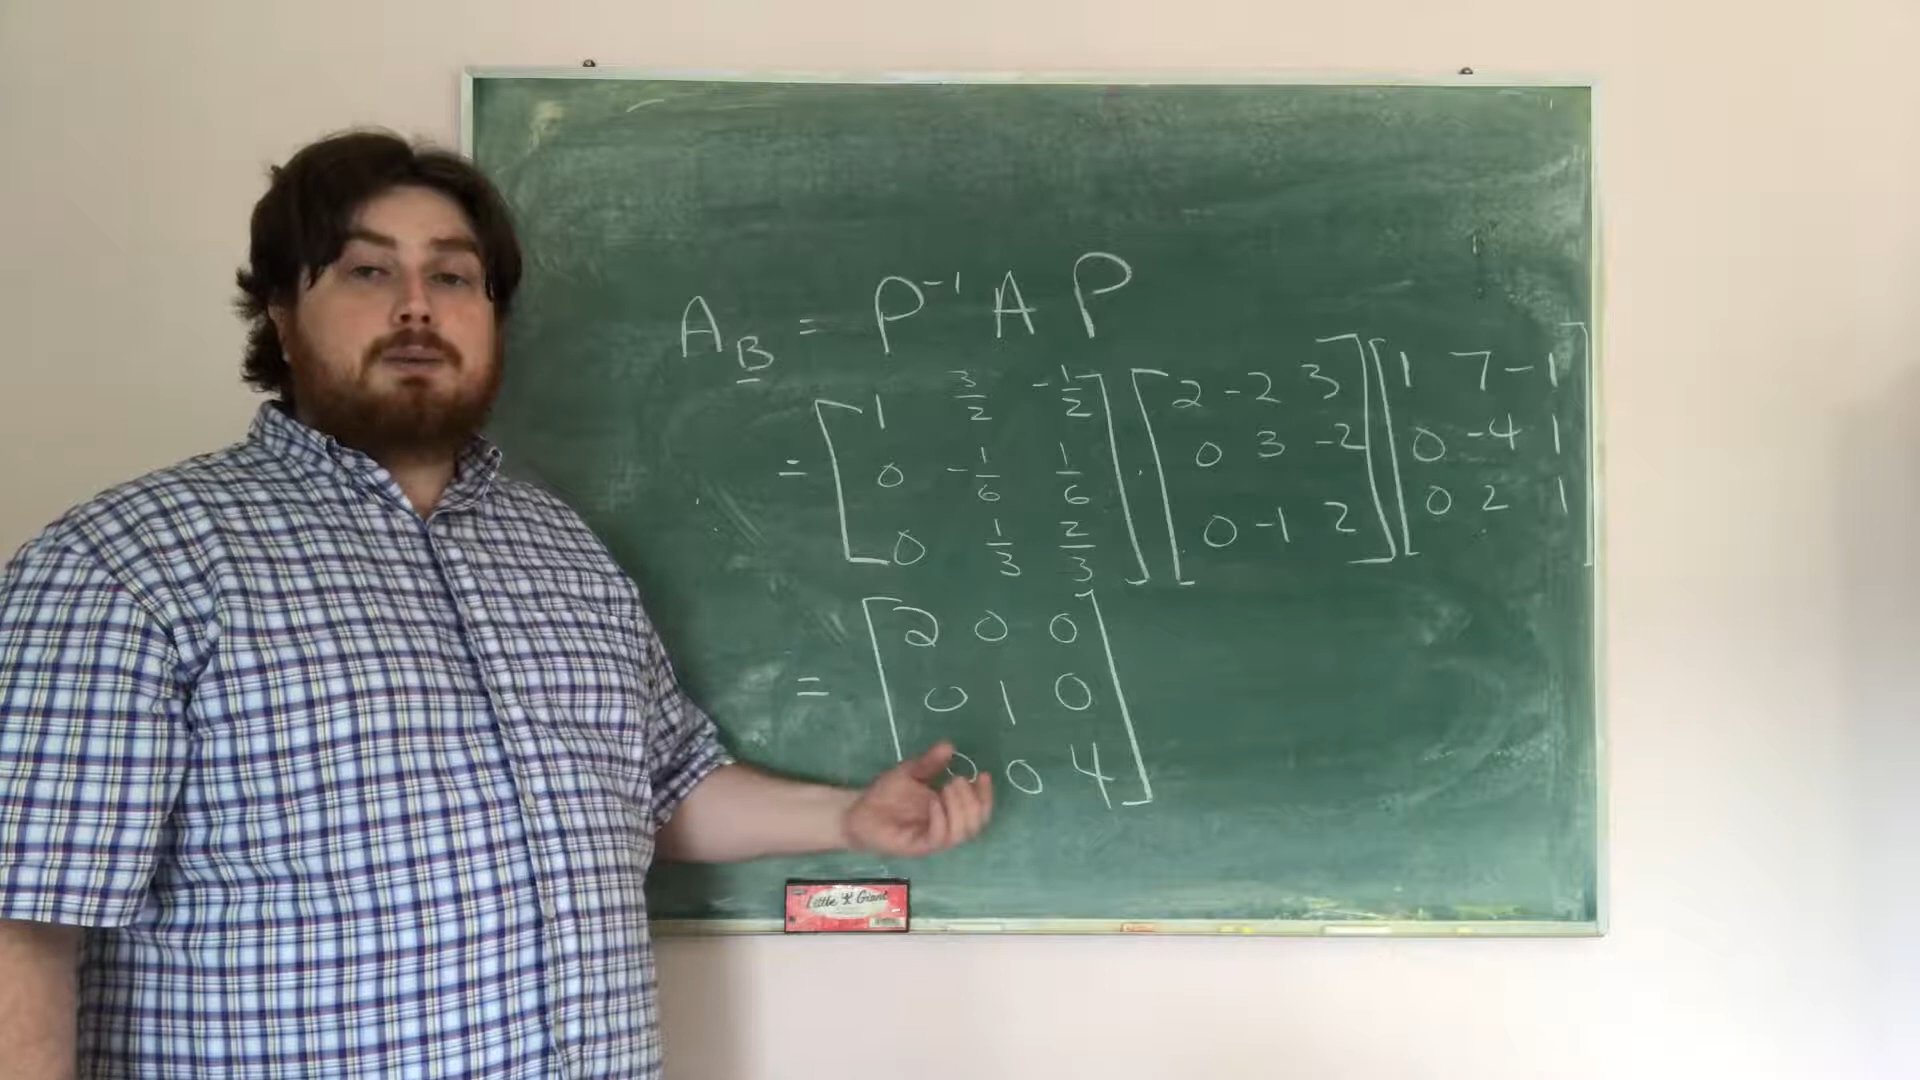 A_B = P⁻¹ A P
= [1 3/2 -1/2] · [2 -2 3] [1 7 -1]
[0 -1/6 1/6] [0 3 -2] [0 -4 1]
[0 1/3 2/3] [0 -1 2] [0 2 1]
= [2 0 0]
[0 1 0]
[0 0 4]
Little Giant